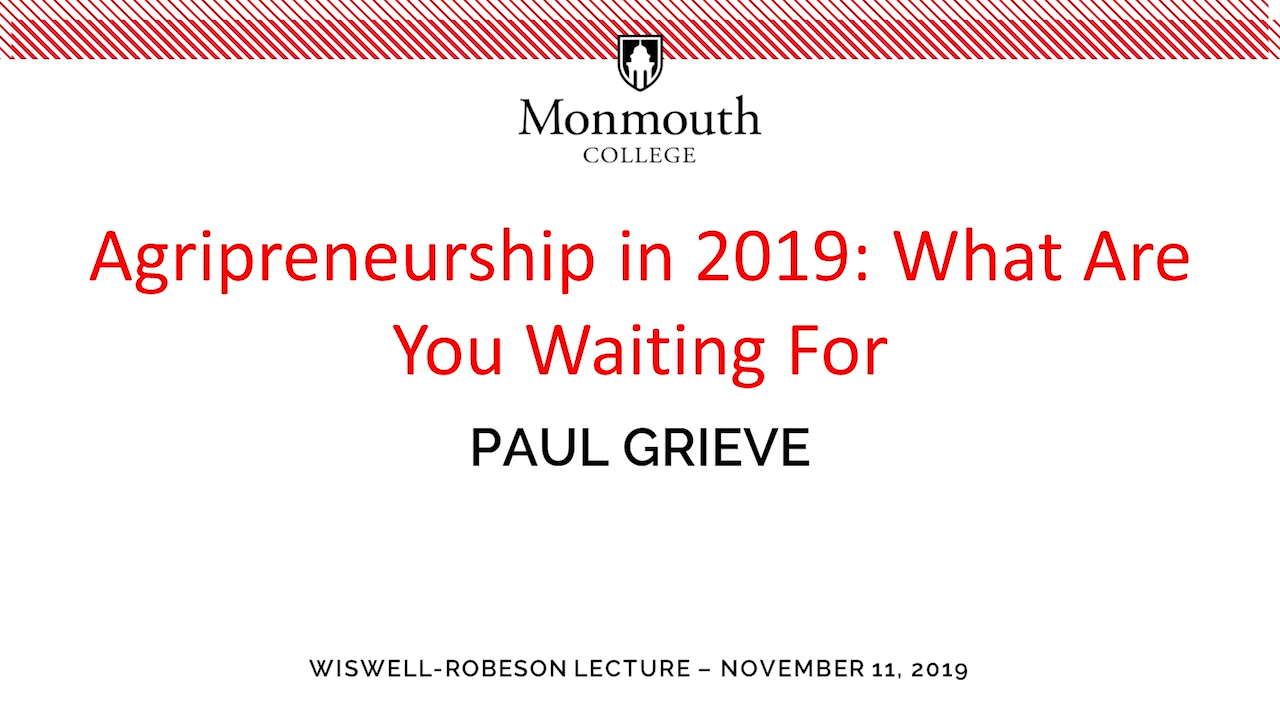 Monmouth
COLLEGE
Agripreneurship in 2019: What Are
You Waiting For
PAUL GRIEVE
WISWELL-ROBESON LECTURE – NOVEMBER 11, 2019